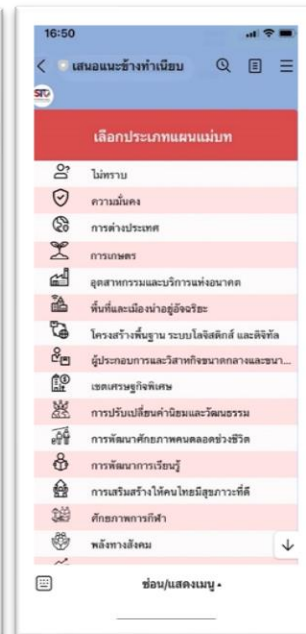 16:50
เสนอแนะข้างทำเนียบ
เลือกประเภทแผนแม่บท
ไม่ทราบ
ความมั่นคง
การต่างประเทศ
การเกษตร
อุตสาหกรรมและบริการแห่งอนาคต
พื้นที่และเมืองน่าอยู่อัจฉริยะ
โครงสร้างพื้นฐาน ระบบโลจิสติกส์ และดิจิทัล
ผู้ประกอบการและวิสาหกิจขนาดกลางและขนา...
เขตเศรษฐกิจพิเศษ
การปรับเปลี่ยนค่านิยมและวัฒนธรรม
การพัฒนาศักยภาพคนตลอดช่วงชีวิต
การพัฒนาการเรียนรู้
การเสริมสร้างให้คนไทยมีสุขภาวะที่ดี
ศักยภาพการกีฬา
พลังทางสังคม
ซ่อน/แสดงเมนู